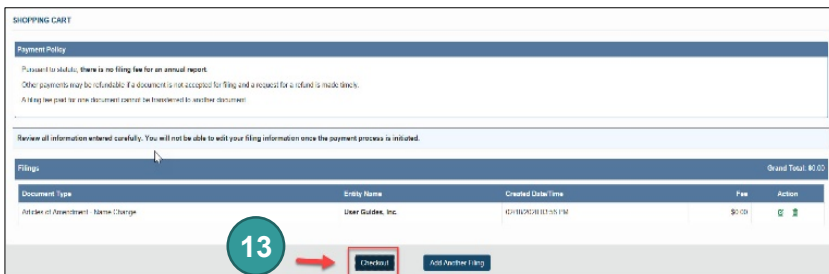 SHOPPING CART
Payment Policy
Pursuant to statute, there is no filing fee for an annual report.
Other payments may be refundable if a document is not accepted for filing and a request for a refund is made timely.
A filing fee paid for one document cannot be transferred to another document
Review all information entered carefully. You will not be able to edit your filing information once the payment process is initiated.
Filings Grand Total: $0.00
Document Type Entity Name Created Date/Time Fee Action
Articles of Amendment - Name Change User Guides, Inc. 03:56 PM $0.00
13 Checkout Add Another Filing